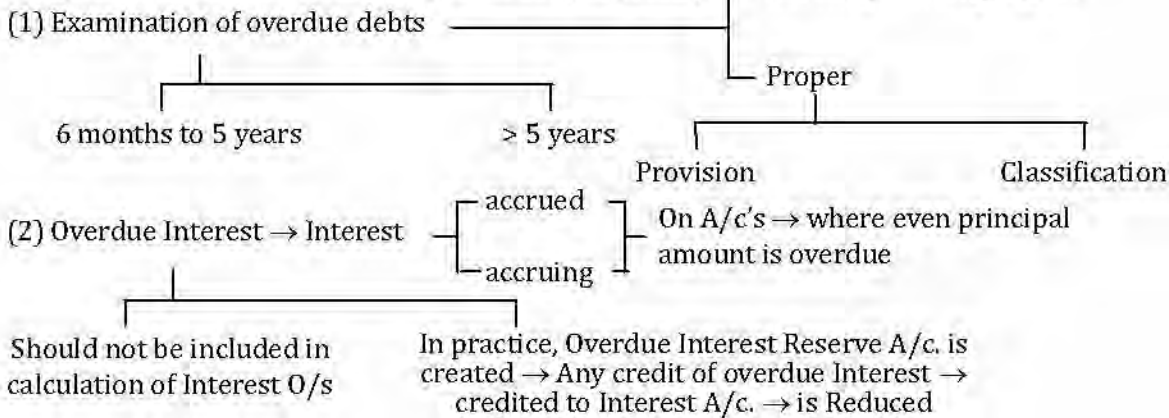 (1) Examination of overdue debts
Proper
6 months to 5 years
> 5 years
Provision
Classification
(2) Overdue Interest → Interest
accrued
accruing
On A/c's → where even principal
amount is overdue
Should not be included in
calculation of Interest O/s
In practice, Overdue Interest Reserve A/c. is
created → Any credit of overdue Interest →
credited to Interest A/c. → is Reduced